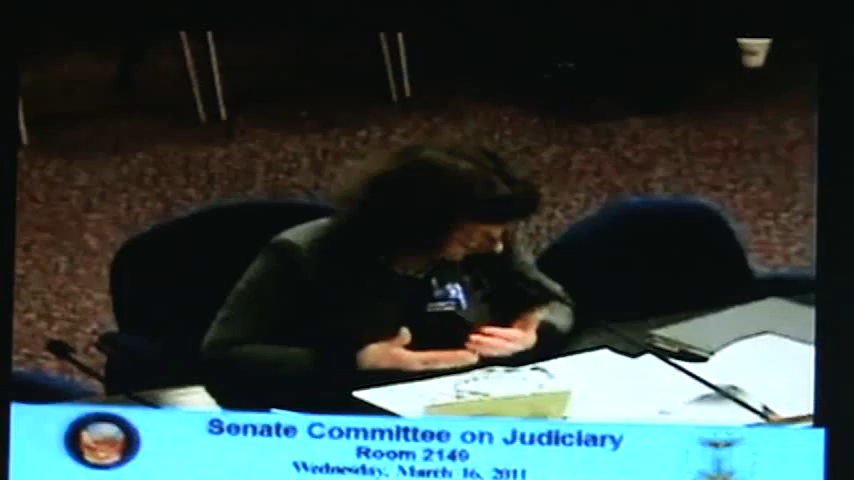 Senate Committee on Judiciary
Room 2149
Wednesday, March 16, 2011